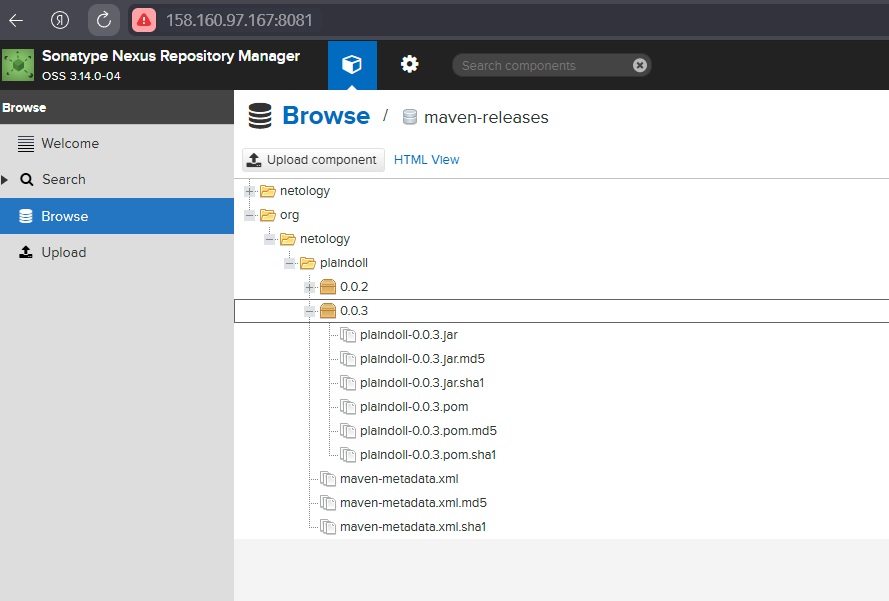 158.160.97.167:8081
Sonatype Nexus Repository Manager
OSS 3.14.0-04
Search components
Browse
Browse / maven-releases
Welcome
Upload component HTML View
Search
Browse
Upload
netology
org
netology
plaindoll
0.0.2
0.0.3
plaindoll-0.0.3.jar
plaindoll-0.0.3.jar.md5
plaindoll-0.0.3.jar.sha1
plaindoll-0.0.3.pom
plaindoll-0.0.3.pom.md5
plaindoll-0.0.3.pom.sha1
maven-metadata.xml
maven-metadata.xml.md5
maven-metadata.xml.sha1